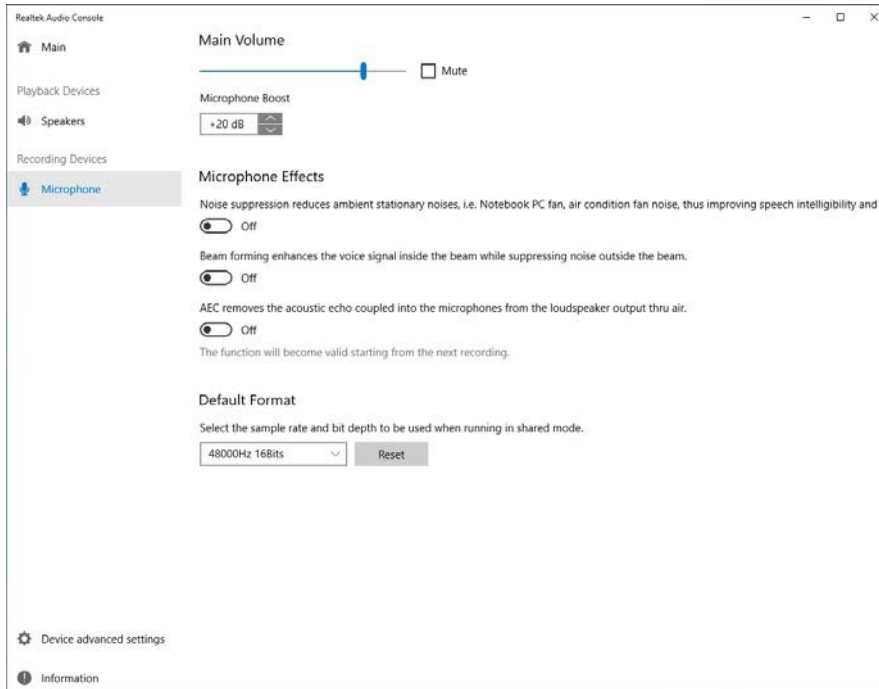 Realtek Audio Console
Main
Playback Devices
Speakers
Recording Devices
Microphone
Device advanced settings
Information
Main Volume
Mute
Microphone Boost
+20 dB
Microphone Effects
Noise suppression reduces ambient stationary noises, i.e. Notebook PC fan, air condition fan noise, thus improving speech intelligibility and
Off
Beam forming enhances the voice signal inside the beam while suppressing noise outside the beam.
Off
AEC removes the acoustic echo coupled into the microphones from the loudspeaker output thru air.
Off
The function will become valid starting from the next recording.
Default Format
Select the sample rate and bit depth to be used when running in shared mode.
48000Hz 16Bits
Reset